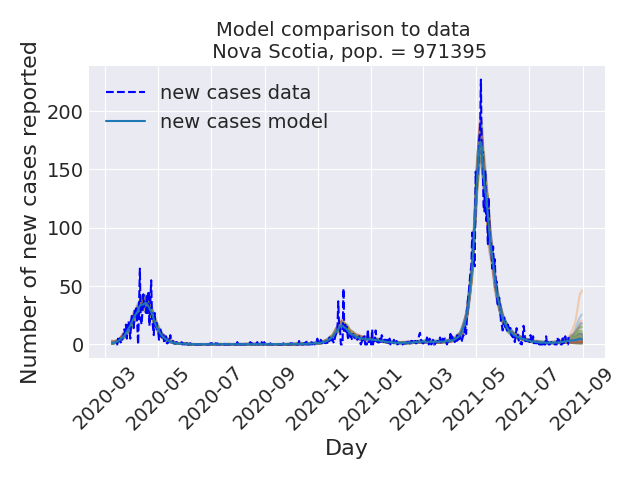 Model comparison to data
Nova Scotia, pop. = 971395
new cases data
new cases model
Number of new cases reported
200
150
100
50
0
2020-03
2020-05
2020-07
2020-09
2020-11
2021-01
2021-03
2021-05
2021-07
2021-09
Day